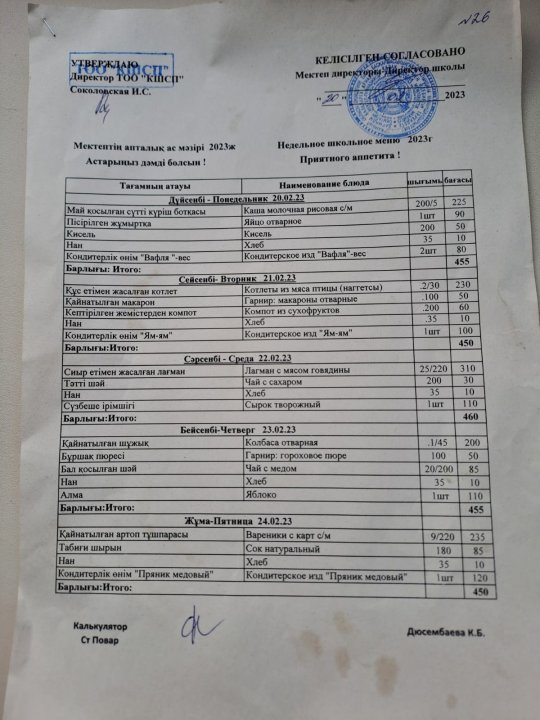 №26
УТВЕРЖДАЮ
ТОО "КШСП"
Директор ТОО "КШСП"
Соколовская И.С.
КЕЛІСІЛГЕН-СОГЛАСОВАНО
Мектеп директоры-Директор школы
" 20 " 2023
Мектептің апталық ас мәзірі 2023ж
Недельное школьное меню 2023г
Астарыңыз дәмді болсын !
Приятного аппетита !
Тағамның атауы Наименование блюда шығымы бағасы
Дүйсенбі - Понедельник 20.02.23
Май қосылған сүтті күріш ботқасы Каша молочная рисовая с/м 200/5 225
Пісірілген жұмыртқа Яйцо отварное 1шт 90
Кисель Кисель 200 50
Нан Хлеб 35 10
Кондитерлік өнім "Вафля"-вес Кондитерское изд "Вафля"-вес 2шт 80
Барлығы: Итого: 455
Сейсенбі- Вторник 21.02.23
Құс етімен жасалған котлет Котлеты из мяса птицы (наггетсы) .2/30 230
Қайнатылған макарон Гарнир: макароны отварные .100 50
Кептірілген жемістерден компот Компот из сухофруктов .200 60
Нан Хлеб .35 10
Кондитерлік өнім "Ям-ям" Кондитерское изд "Ям-ям" 1шт 100
Барлығы:Итого: 450
Сәрсенбі - Среда 22.02.23
Сиыр етімен жасалған лағман Лагман с мясом говядины 25/220 310
Тәтті шәй Чай с сахаром 200 30
Нан Хлеб 35 10
Сүзбеше ірімшігі Сырок творожный 1шт 110
Барлығы:Итого: 460
Бейсенбі-Четверг 23.02.23
Қайнатылған шұжық Колбаса отварная .1/45 200
Бұршақ пюресі Гарнир: гороховое пюре 100 50
Бал қосылған шәй Чай с медом 20/200 85
Нан Хлеб 35 10
Алма Яблоко 1шт 110
Барлығы:Итого: 455
Жұма-Пятница 24.02.23
Қайнатылған артоп тұшпарасы Вареники с карт с/м 9/220 235
Табиғи шырын Сок натуральный 180 85
Нан Хлеб 35 10
Кондитерлік өнім "Пряник медовый" Кондитерское изд "Пряник медовый" 1шт 120
Барлығы:Итого: 450
Калькулятор
Ст Повар
Дюсембаева К.Б.